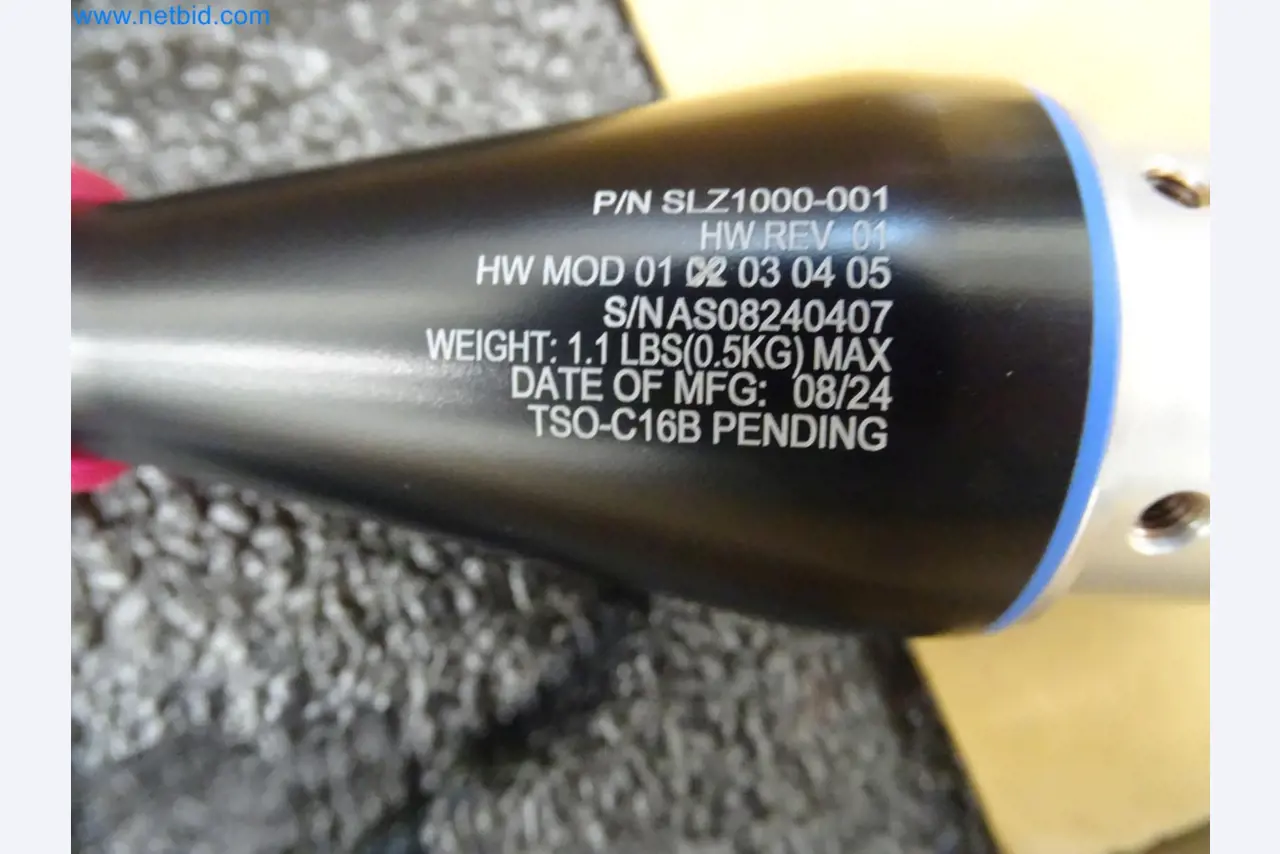 www.netbid.com
P/N SLZ1000-001
HW REV 01
HW MOD 01 02 03 04 05
S/N AS08240407
WEIGHT: 1.1 LBS(0.5KG) MAX
DATE OF MFG: 08/24
TSO-C16B PENDING